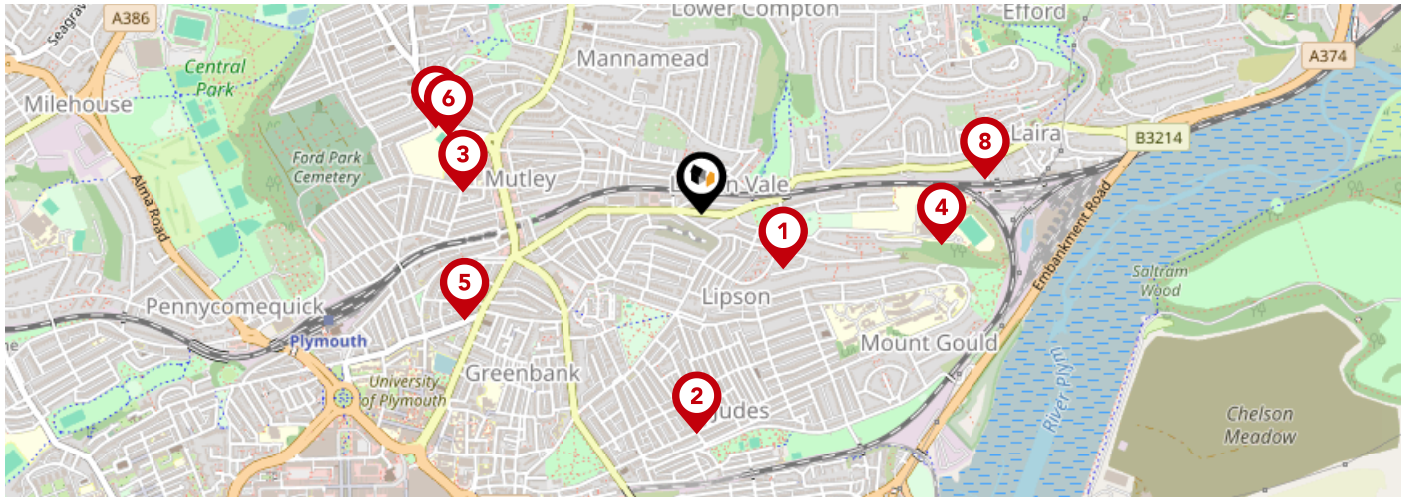 A386
Lower Compton
Efford
Mannamead
A374
Central
Park
Milehouse
6
8
Laira
B3214
3
Ford Park
Cemetery
Mutley
Vale
Alma Road
4
1
Embankment Road
Saltram
Wood
5
Lipson
Pennycomequick
Plymouth
Mount Gould
Greenbank
University
of Plymouth
2
River Plym
Chelson
Meadow